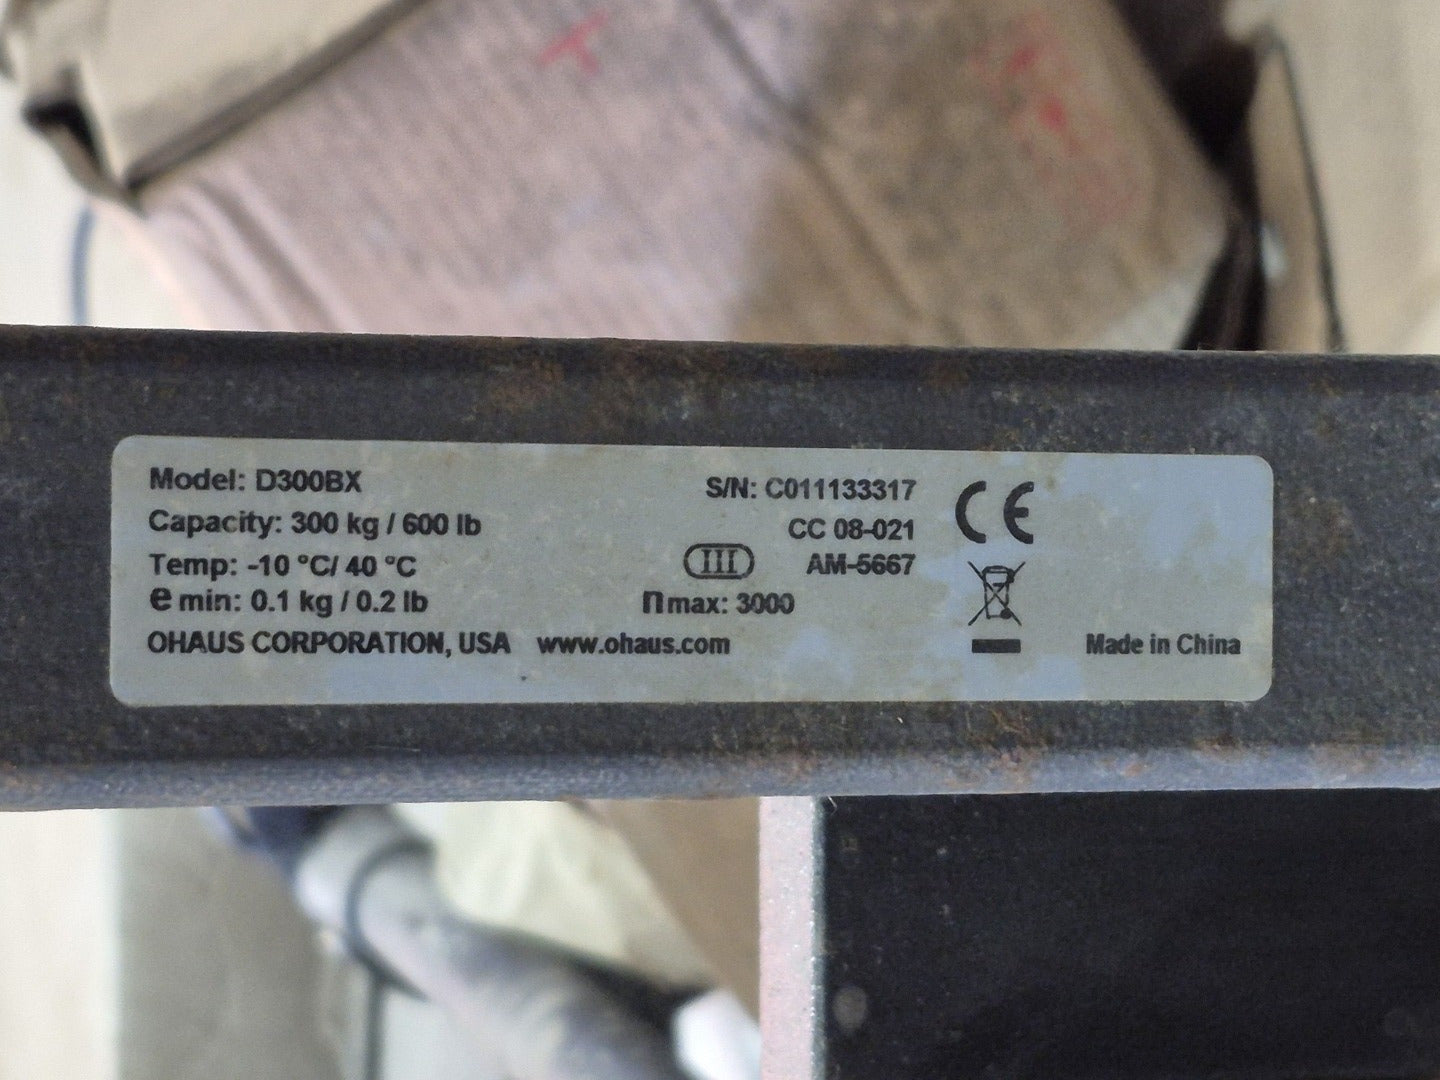 Model: D300BX
S/N: C011133317
Capacity: 300 kg / 600 lb
CC 08-021
Temp: -10 °C/ 40 °C
III
AM-5667
e min: 0.1 kg / 0.2 lb
n max: 3000
OHAUS CORPORATION, USA www.ohaus.com
CE
Made in China